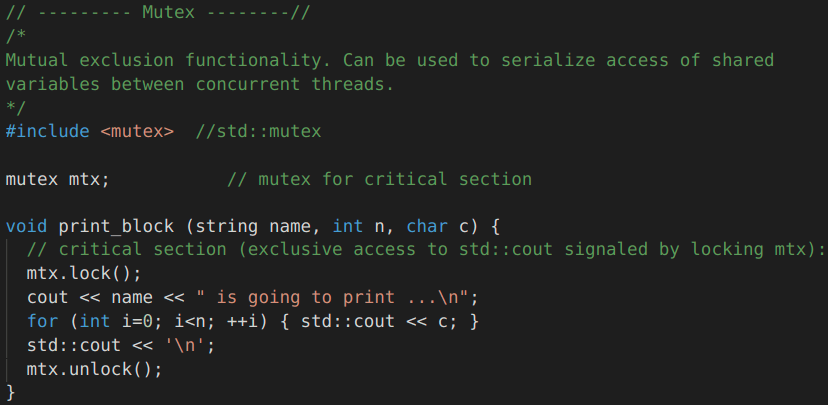 // --------- Mutex --------//
/*
Mutual exclusion functionality. Can be used to serialize access of shared
variables between concurrent threads.
*/
#include <mutex>  //std::mutex
mutex mtx;           // mutex for critical section
void print_block (string name, int n, char c) {
  // critical section (exclusive access to std::cout signaled by locking mtx):
  mtx.lock();
  cout << name << " is going to print ...\n";
  for (int i=0; i<n; ++i) { std::cout << c; }
  std::cout << '\n';
  mtx.unlock();
}